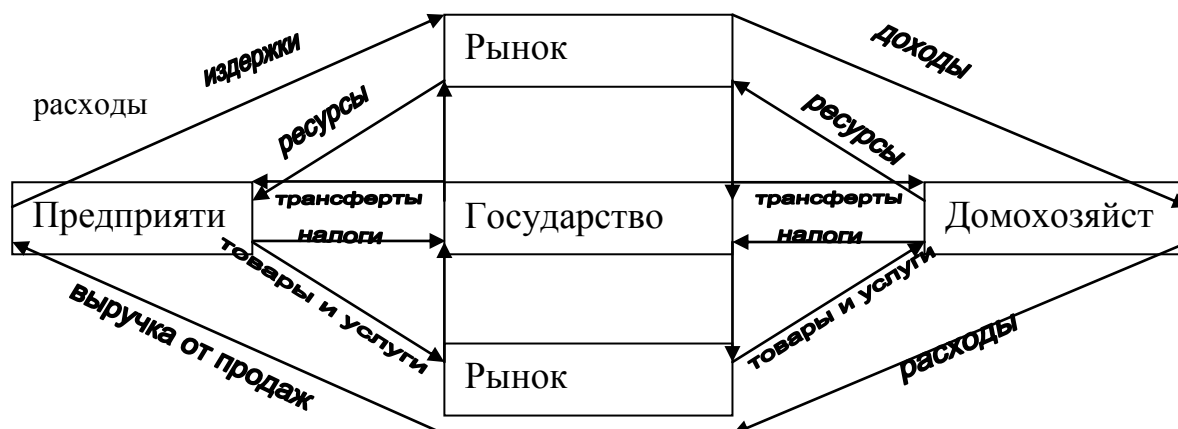 Рынок
издержки
доходы
расходы
ресурсы
ресурсы
трансферты
трансферты
Предприяти
Государство
Домохозяйст
налоги
налоги
товары и услуги
товары и услуги
выручка от продаж
Рынок
расходы